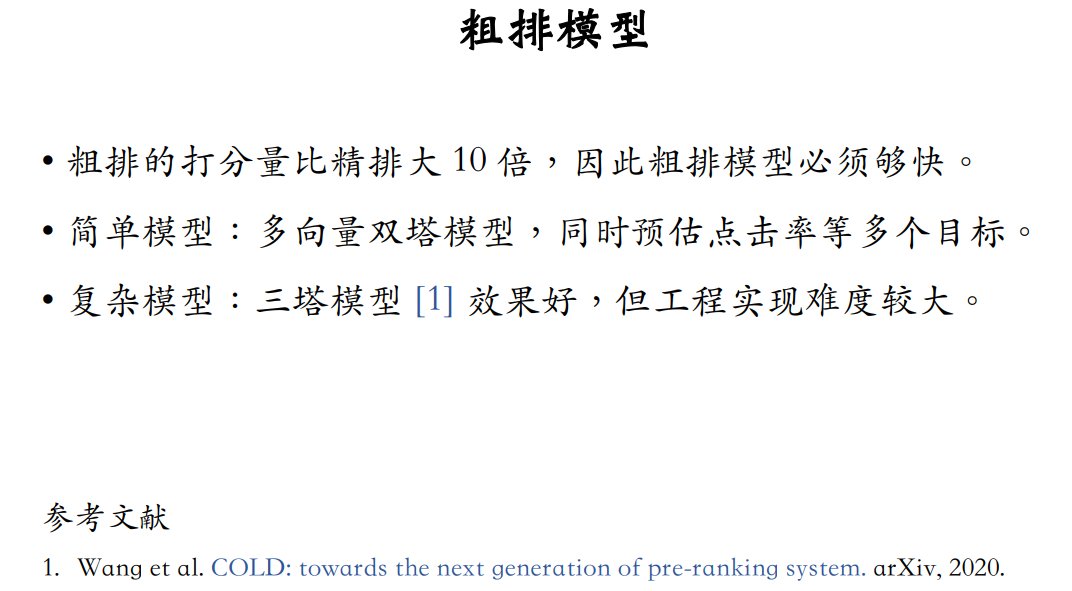 粗排模型
• 粗排的打分量比精排大 10 倍，因此粗排模型必须够快。
• 简单模型：多向量双塔模型，同时预估点击率等多个目标。
• 复杂模型：三塔模型 [1] 效果好，但工程实现难度较大。
参考文献
1. Wang et al. COLD: towards the next generation of pre-ranking system. arXiv, 2020.